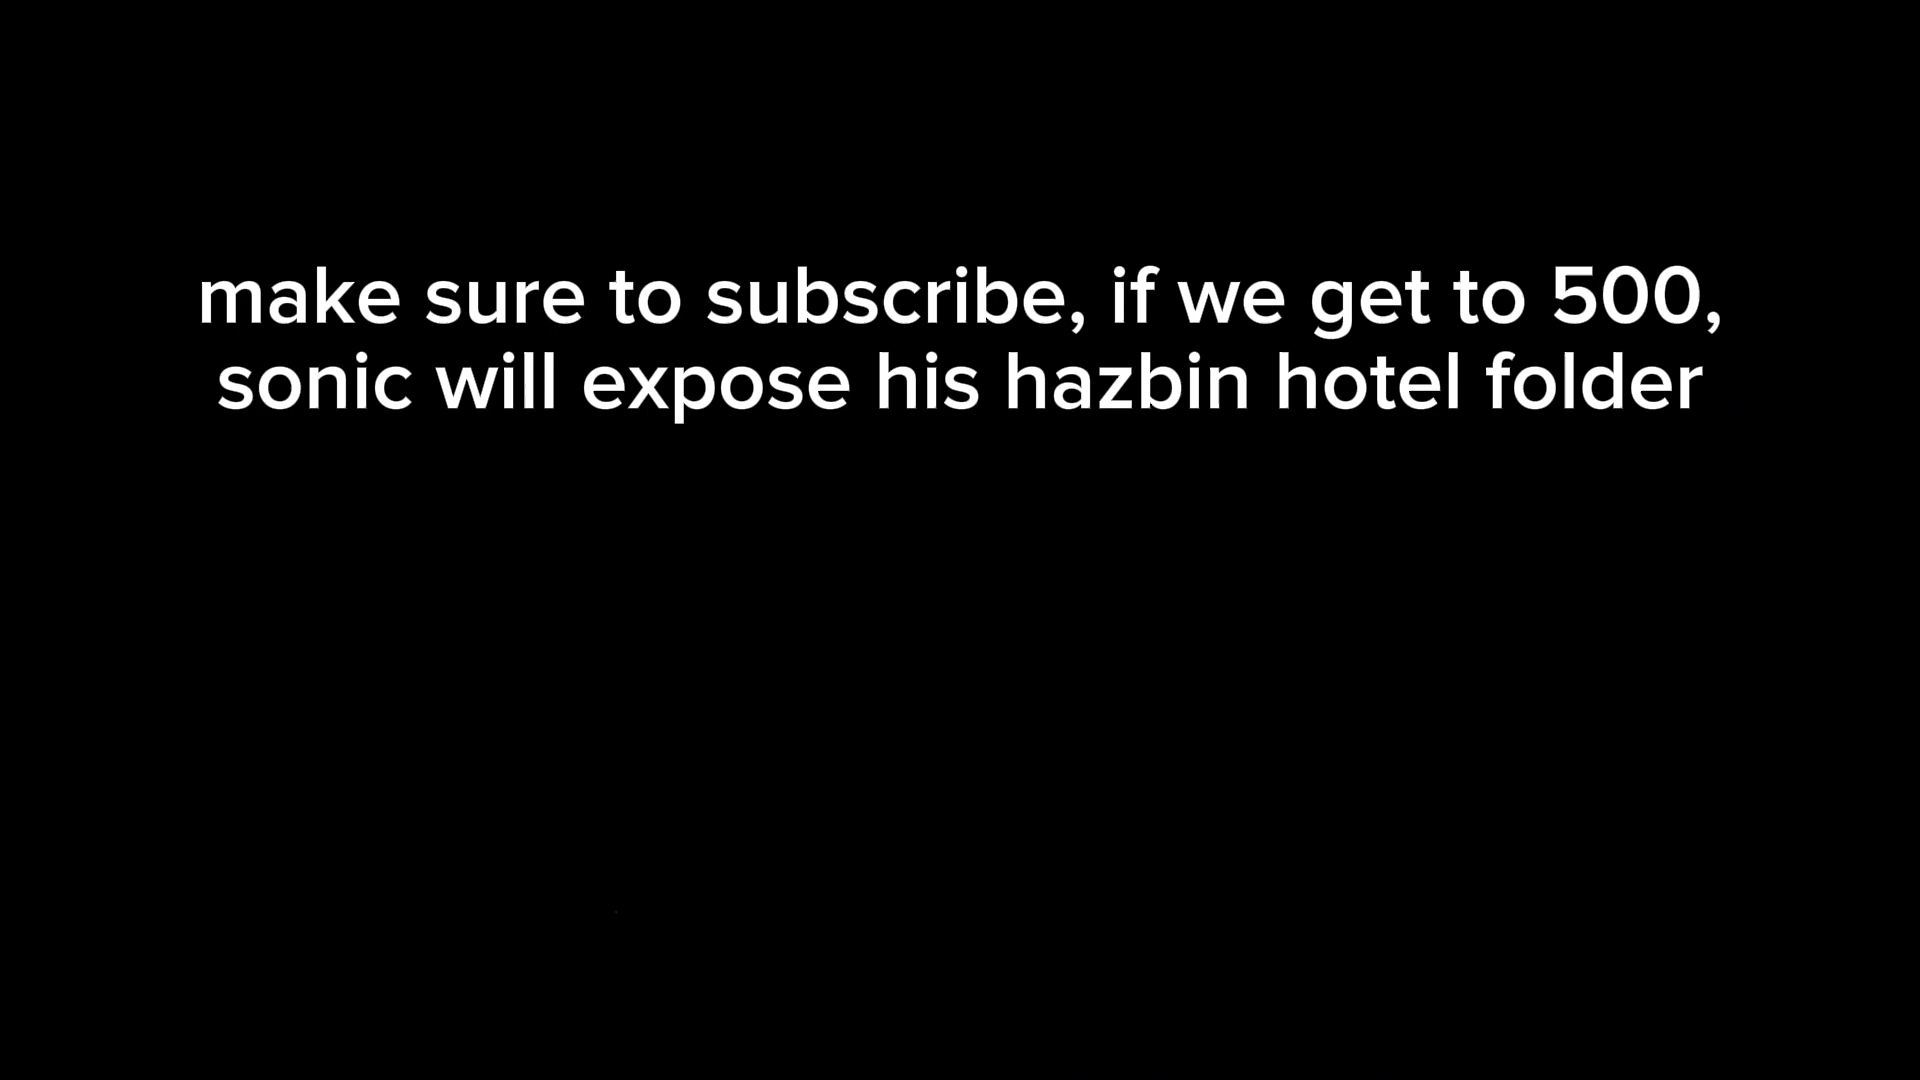 make sure to subscribe, if we get to 500,
sonic will expose his hazbin hotel folder